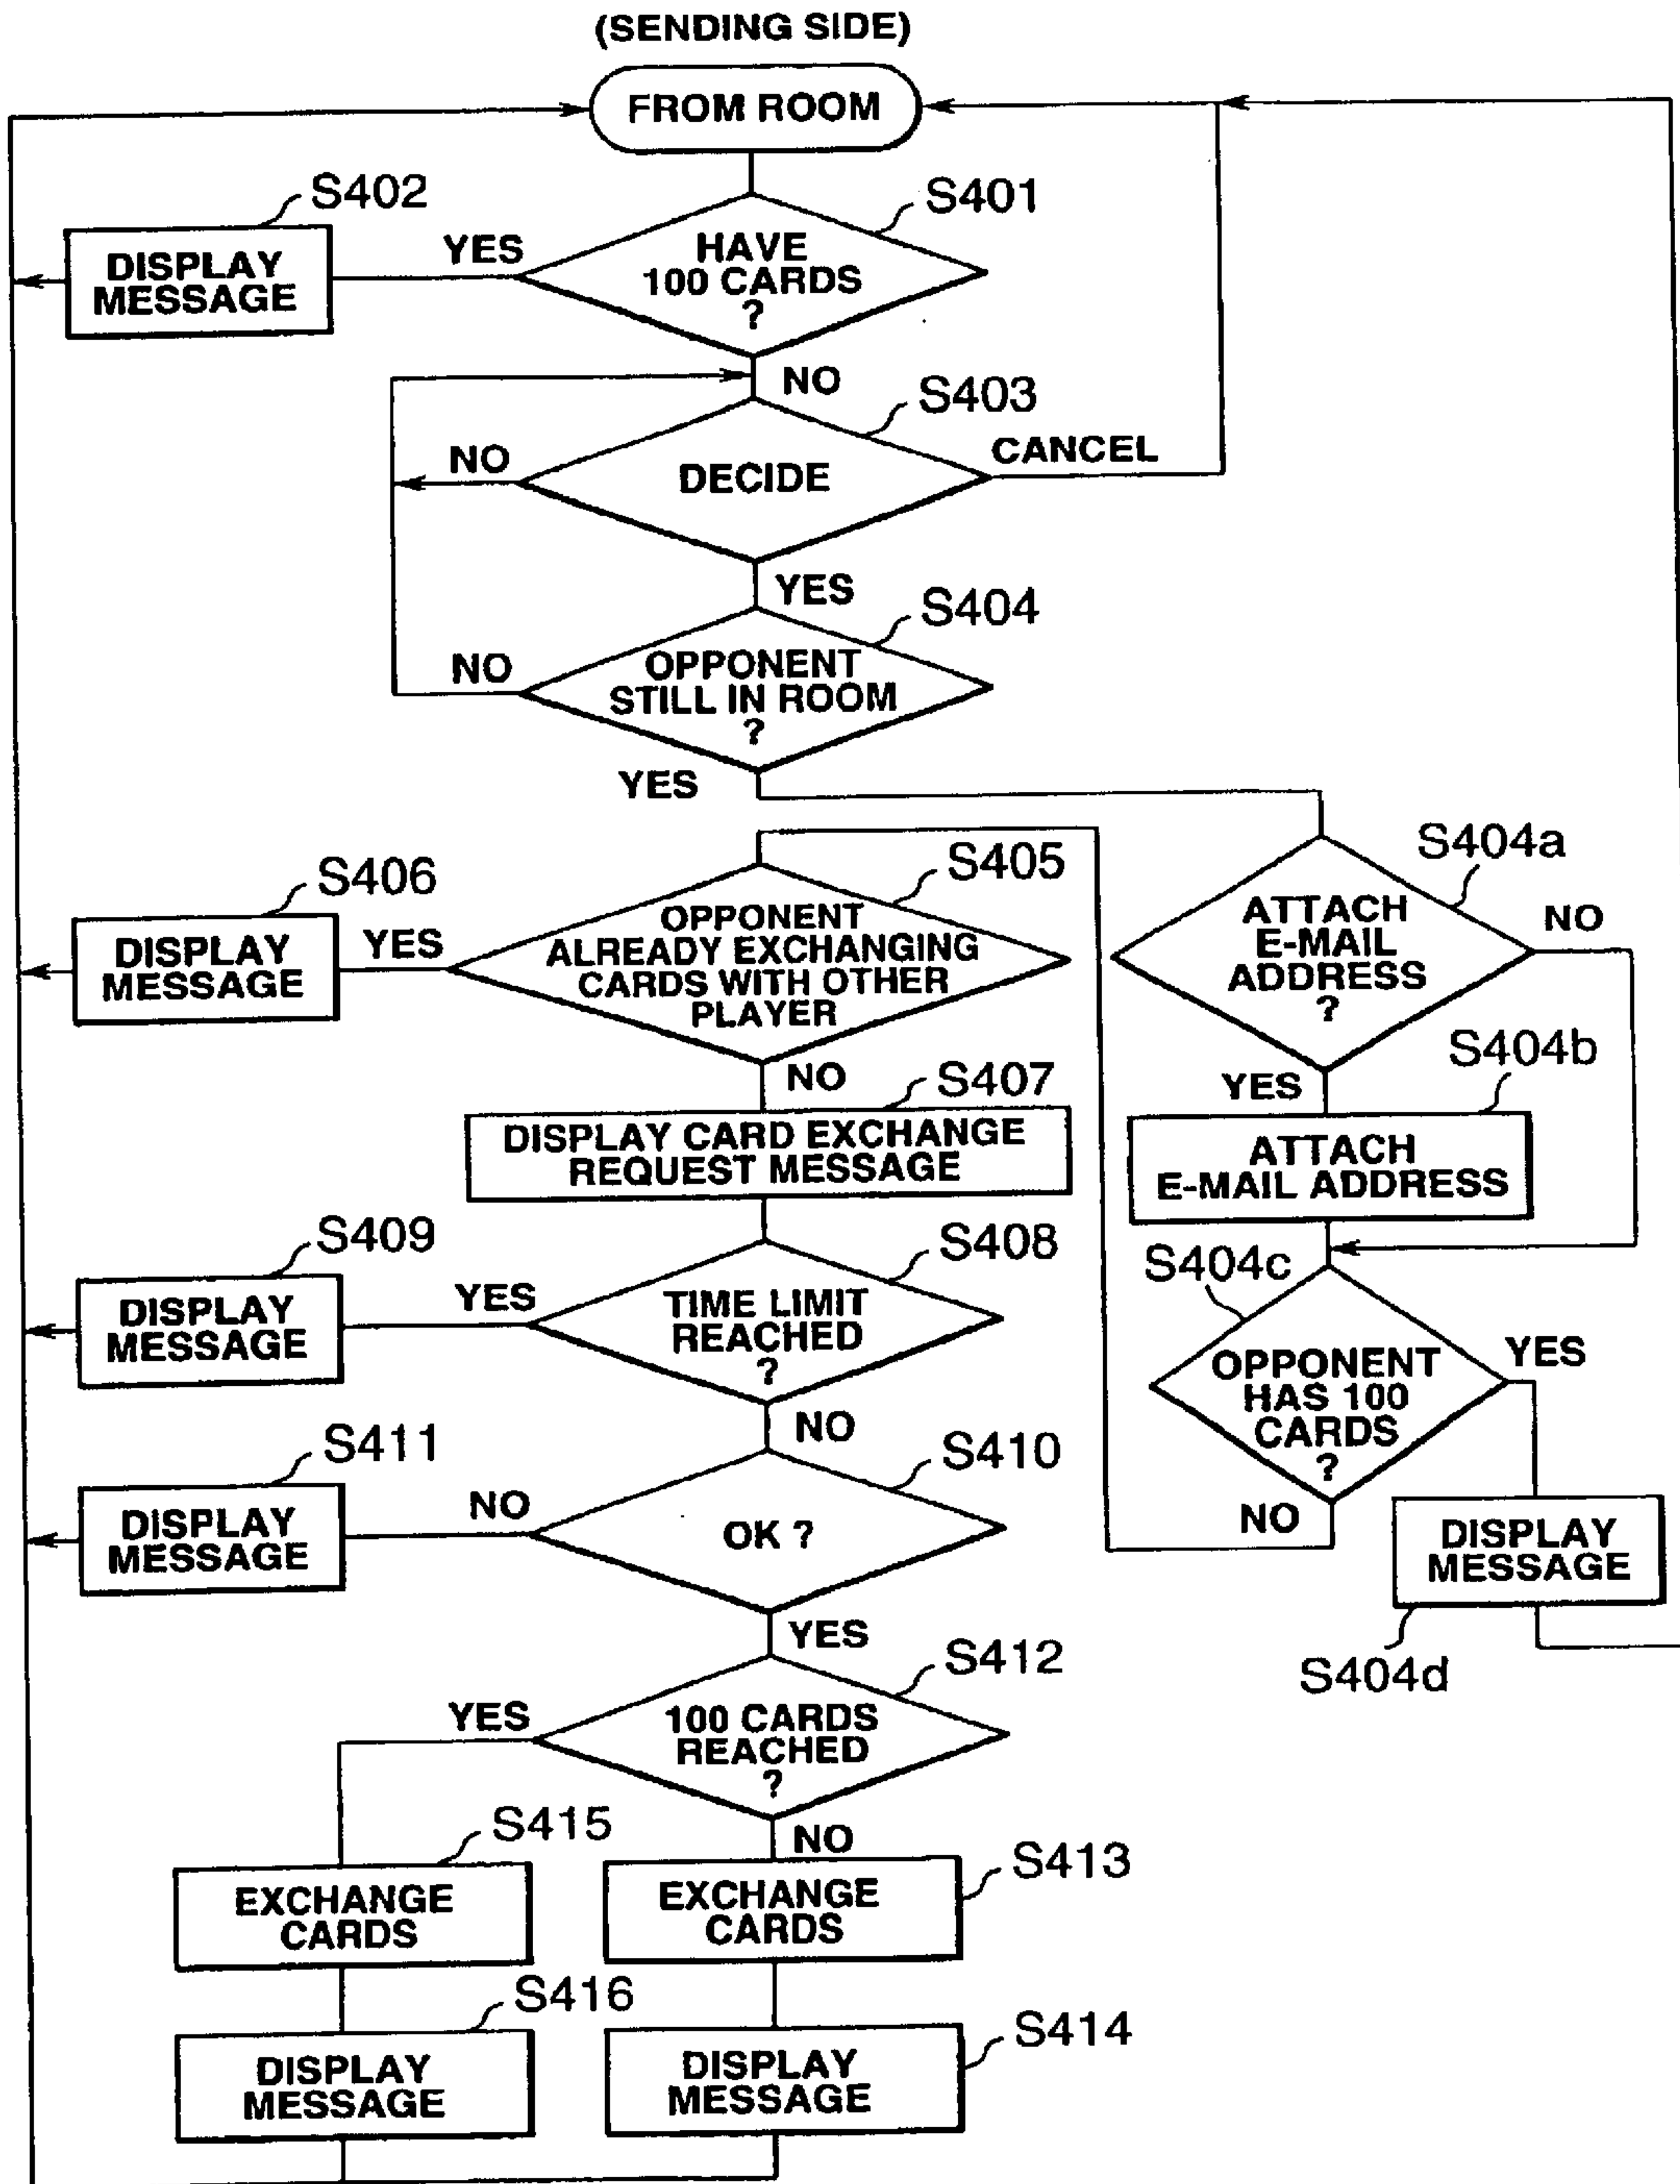 (SENDING SIDE)
FROM ROOM
S402
S401
DISPLAY
MESSAGE
YES
HAVE
100 CARDS
?
NO
S403
NO
DECIDE
CANCEL
YES
S404
NO
OPPONENT
STILL IN ROOM
?
YES
S404a
ATTACH
E-MAIL
ADDRESS
?
NO
YES
S404b
ATTACH
E-MAIL ADDRESS
S404c
OPPONENT
HAS 100
CARDS
?
YES
NO
DISPLAY
MESSAGE
S404d
S406
S405
DISPLAY
MESSAGE
YES
OPPONENT
ALREADY EXCHANGING
CARDS WITH OTHER
PLAYER
NO
S407
DISPLAY CARD EXCHANGE
REQUEST MESSAGE
S409
S408
DISPLAY
MESSAGE
YES
TIME LIMIT
REACHED
?
NO
S411
S410
DISPLAY
MESSAGE
NO
OK ?
YES
S412
YES
100 CARDS
REACHED
?
NO
S415
S413
EXCHANGE
CARDS
EXCHANGE
CARDS
S416
S414
DISPLAY
MESSAGE
DISPLAY
MESSAGE